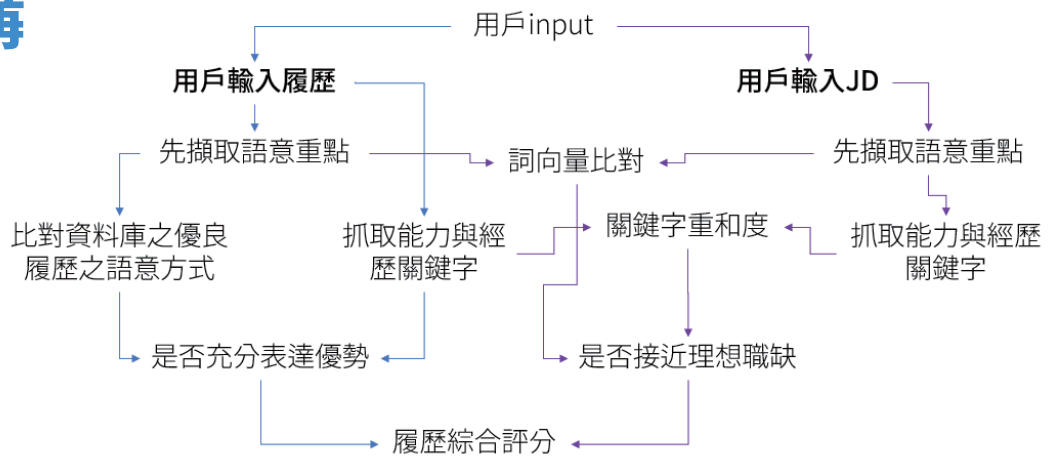 用戶input
用戶輸入履歷
用戶輸入JD
先擷取語意重點
詞向量比對
先擷取語意重點
比對資料庫之優良
履歷之語意方式
抓取能力與經
歷關鍵字
關鍵字重和度
抓取能力與經歷
關鍵字
是否充分表達優勢
是否接近理想職缺
履歷綜合評分